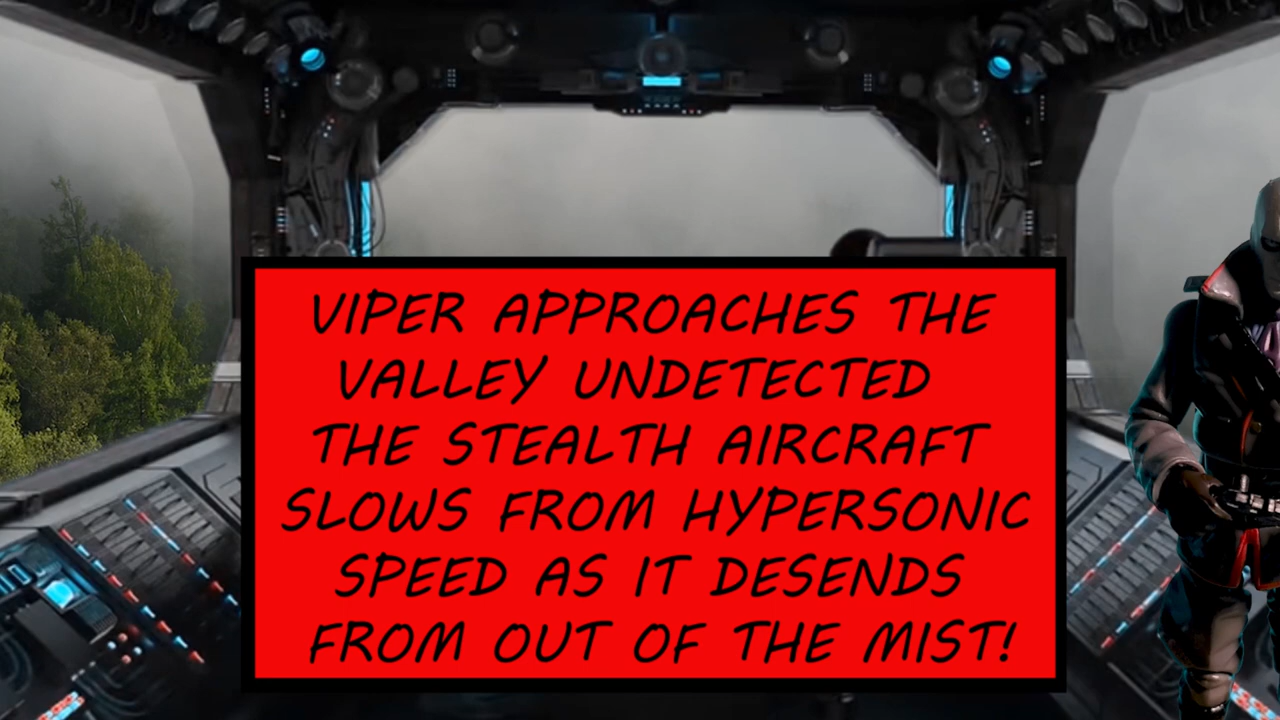 VIPER APPROACHES THE
VALLEY UNDETECTED
THE STEALTH AIRCRAFT
SLOWS FROM HYPERSONIC
SPEED AS IT DESENDS
FROM OUT OF THE MIST!